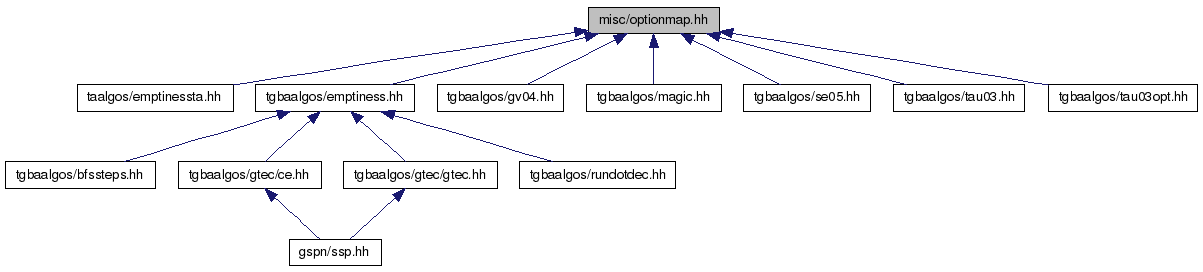 misc/optionmap.hh
taalgos/emptinessta.hh
tgbaalgos/emptiness.hh
tgbaalgos/gv04.hh
tgbaalgos/magic.hh
tgbaalgos/se05.hh
tgbaalgos/tau03.hh
tgbaalgos/tau03opt.hh
tgbaalgos/bfssteps.hh
tgbaalgos/gtec/ce.hh
tgbaalgos/gtec/gtec.hh
tgbaalgos/rundotdec.hh
gspn/ssp.hh